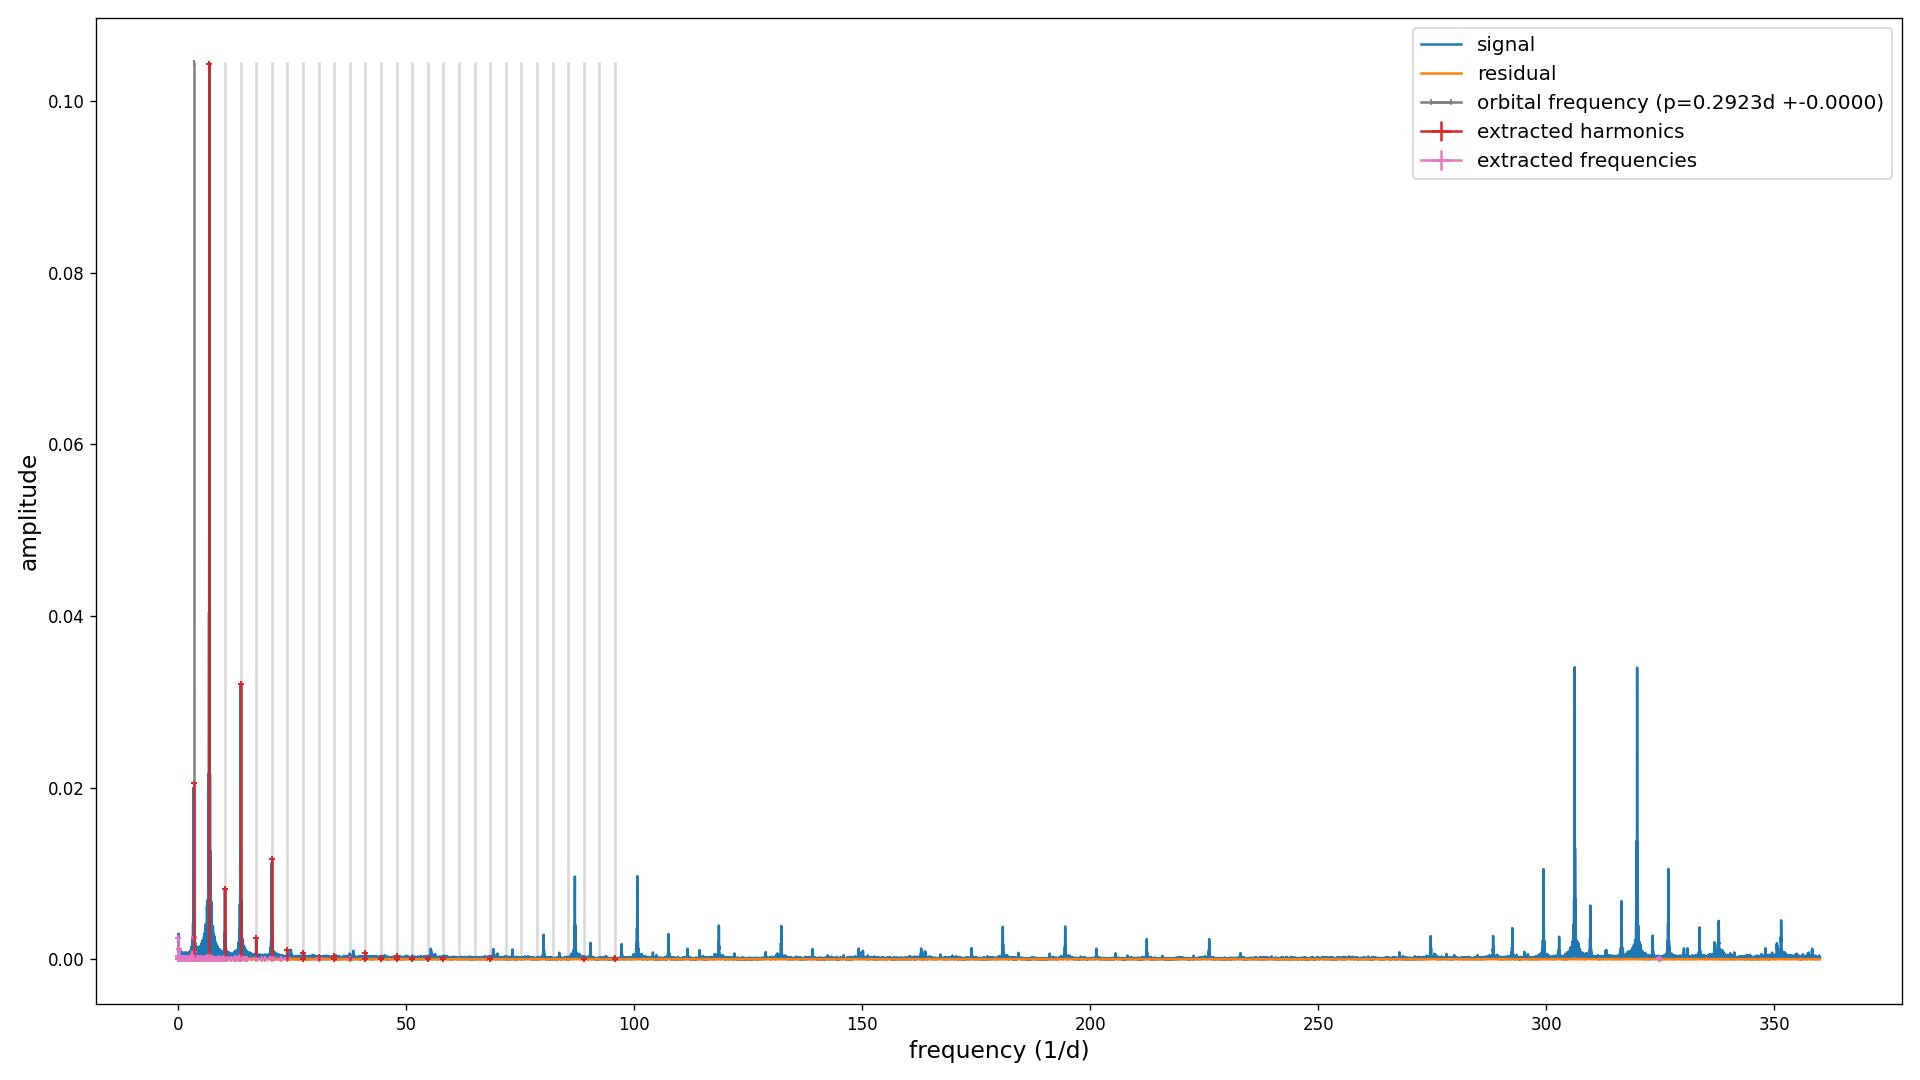 signal
residual
orbital frequency (p=0.2923d +-0.0000)
extracted harmonics
extracted frequencies
0.10
0.08
0.06
0.04
0.02
0.00
amplitude
0 50 100 150 200 250 300 350
frequency (1/d)